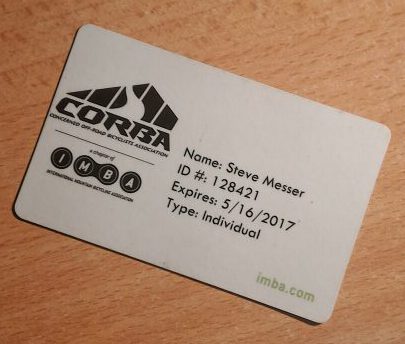 CORBA
CONCERNED OFF-ROAD BICYCLISTS ASSOCIATION
a chapter of
IMBA
INTERNATIONAL MOUNTAIN BICYCLING ASSOCIATION
Name: Steve Messer
ID #: 128421
Expires: 5/16/2017
Type: Individual
imba.com